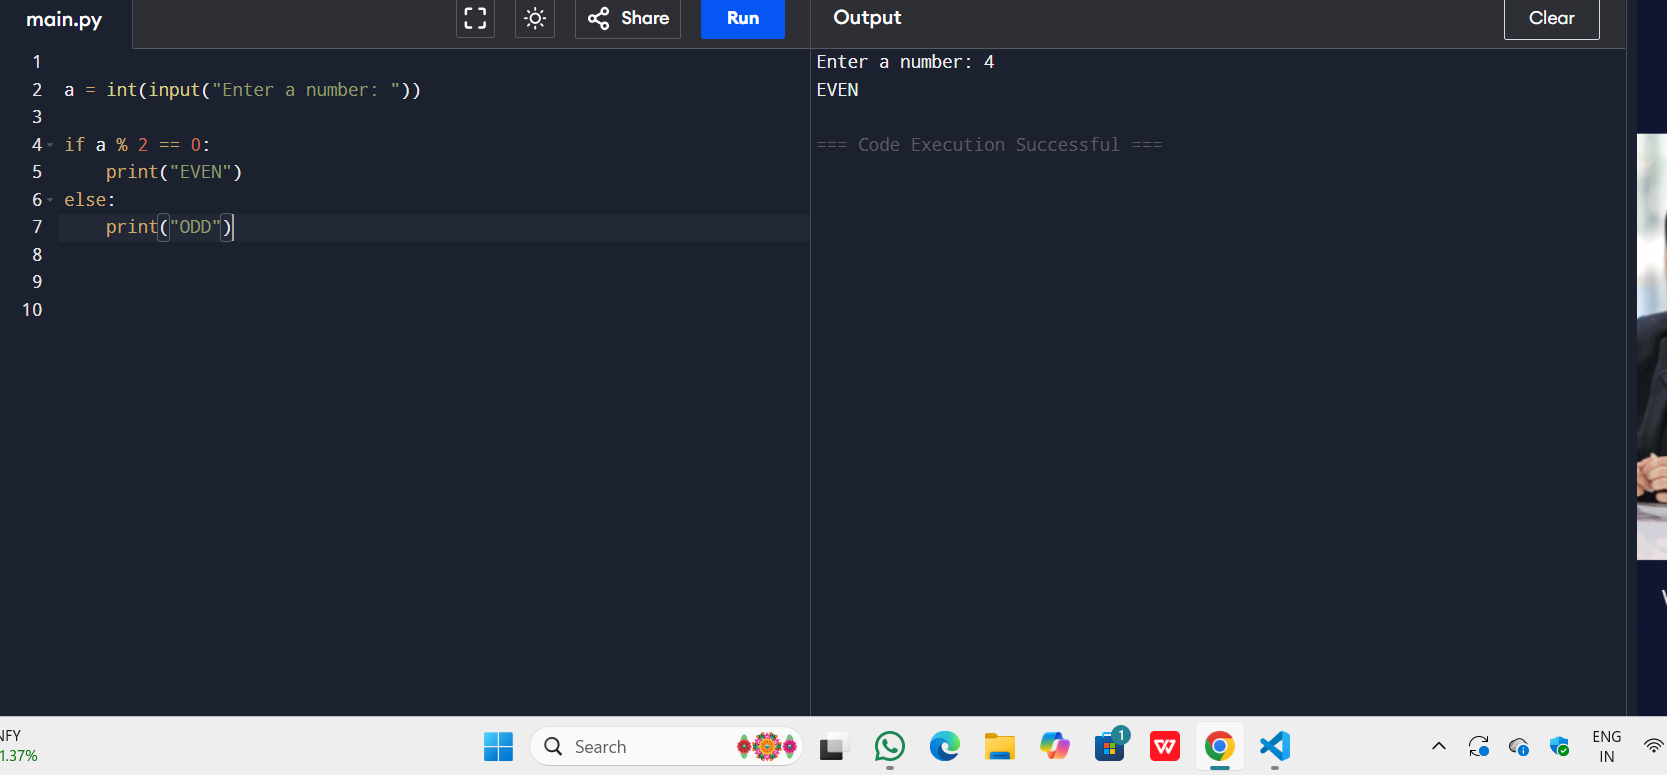 main.py
Share
Run
Output
Clear
1
2 a = int(input("Enter a number: "))
3
4 if a % 2 == 0:
5     print("EVEN")
6 else:
7     print("ODD")
8
9
10
Enter a number: 4
EVEN
=== Code Execution Successful ===
NFY
1.37%
Search
1
W
ENG
IN